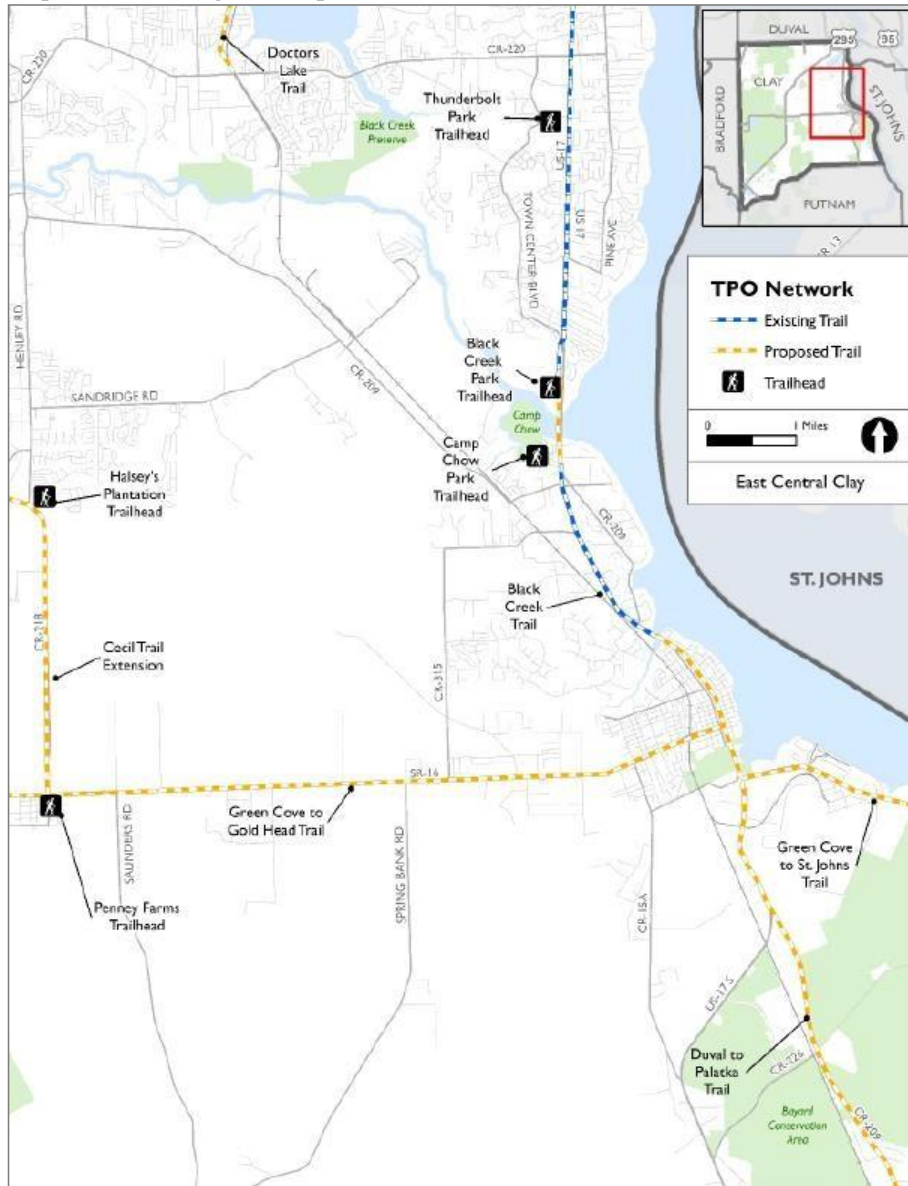 Doctors
Lake
Trail
CR-220
CR-220
Thunderbolt
Park
Trailhead
Black Creek
Preserve
US-17
US 17
TOWN CENTER BLVD
PINE AVE
HENLEY RD
CR-209
SANDRIDGE RD
Black
Creek
Park
Trailhead
Camp
Chow
Camp
Chow
Park
Trailhead
Halsey's
Plantation
Trailhead
CR-209
Black
Creek
Trail
CR-218
Cecil Trail
Extension
CR-315
SR-16
Green Cove to
Gold Head Trail
SAUNDERS RD
SPRING BANK RD
Penney Farms
Trailhead
Green Cove
to St. Johns
Trail
CR-15A
US-17 S
Duval to
Palatka
Trail
CR-226
CR-209
Bayard
Conservation
Area
DUVAL
295
95
CLAY
BRADFORD
ST. JOHNS
PUTNAM
SR 13
TPO Network
Existing Trail
Proposed Trail
Trailhead
0 1 Miles
East Central Clay
ST. JOHNS